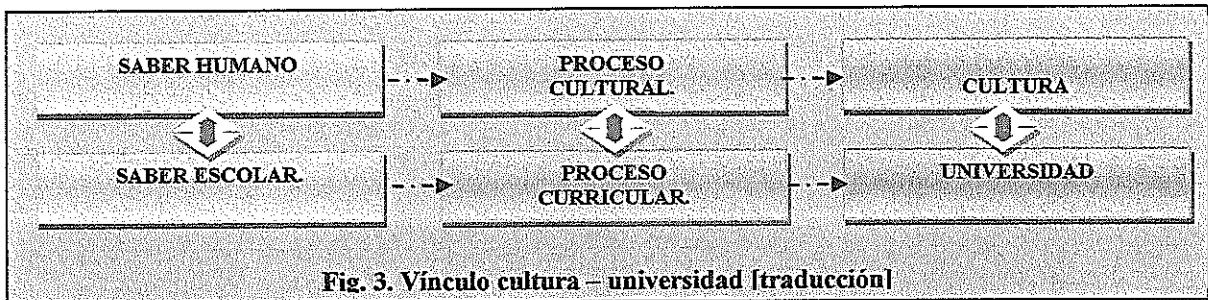 SABER HUMANO
PROCESO
CULTURAL.
CULTURA
SABER ESCOLAR.
PROCESO
CURRICULAR.
UNIVERSIDAD
Fig. 3. Vínculo cultura – universidad [traducción]